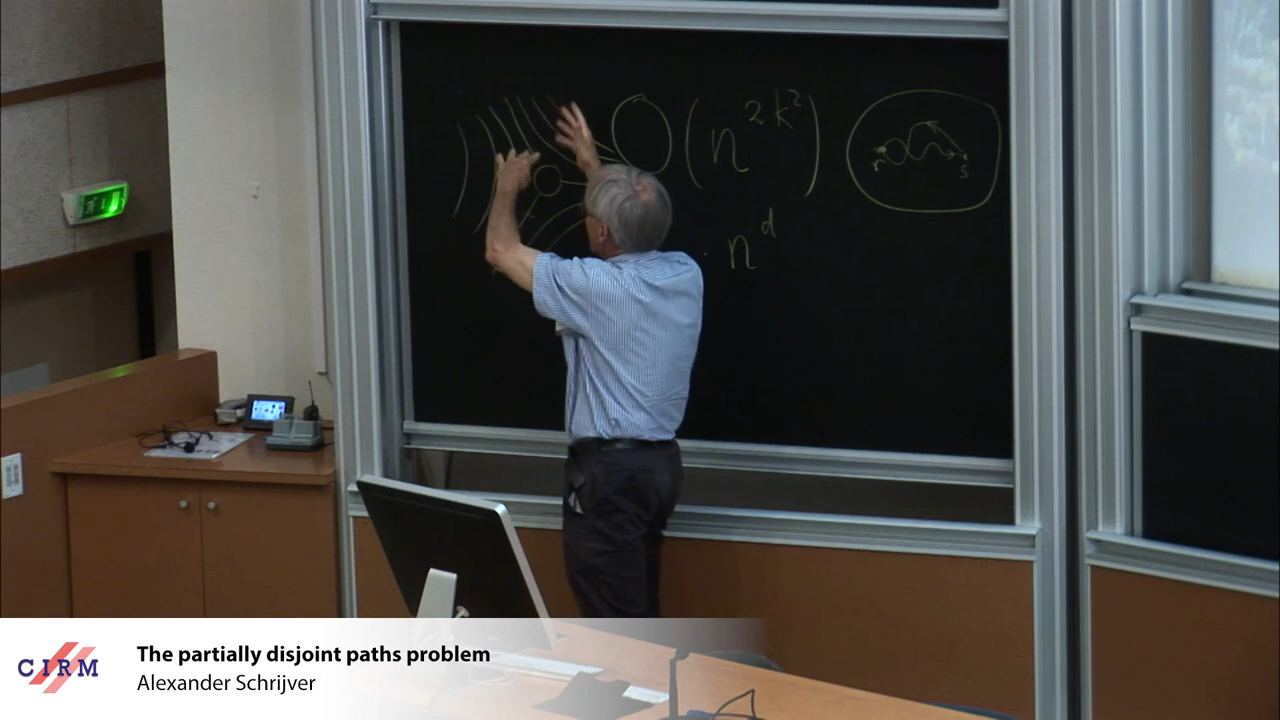 (n^{2k^2})
r s
· n^d
CIRM
The partially disjoint paths problem
Alexander Schrijver